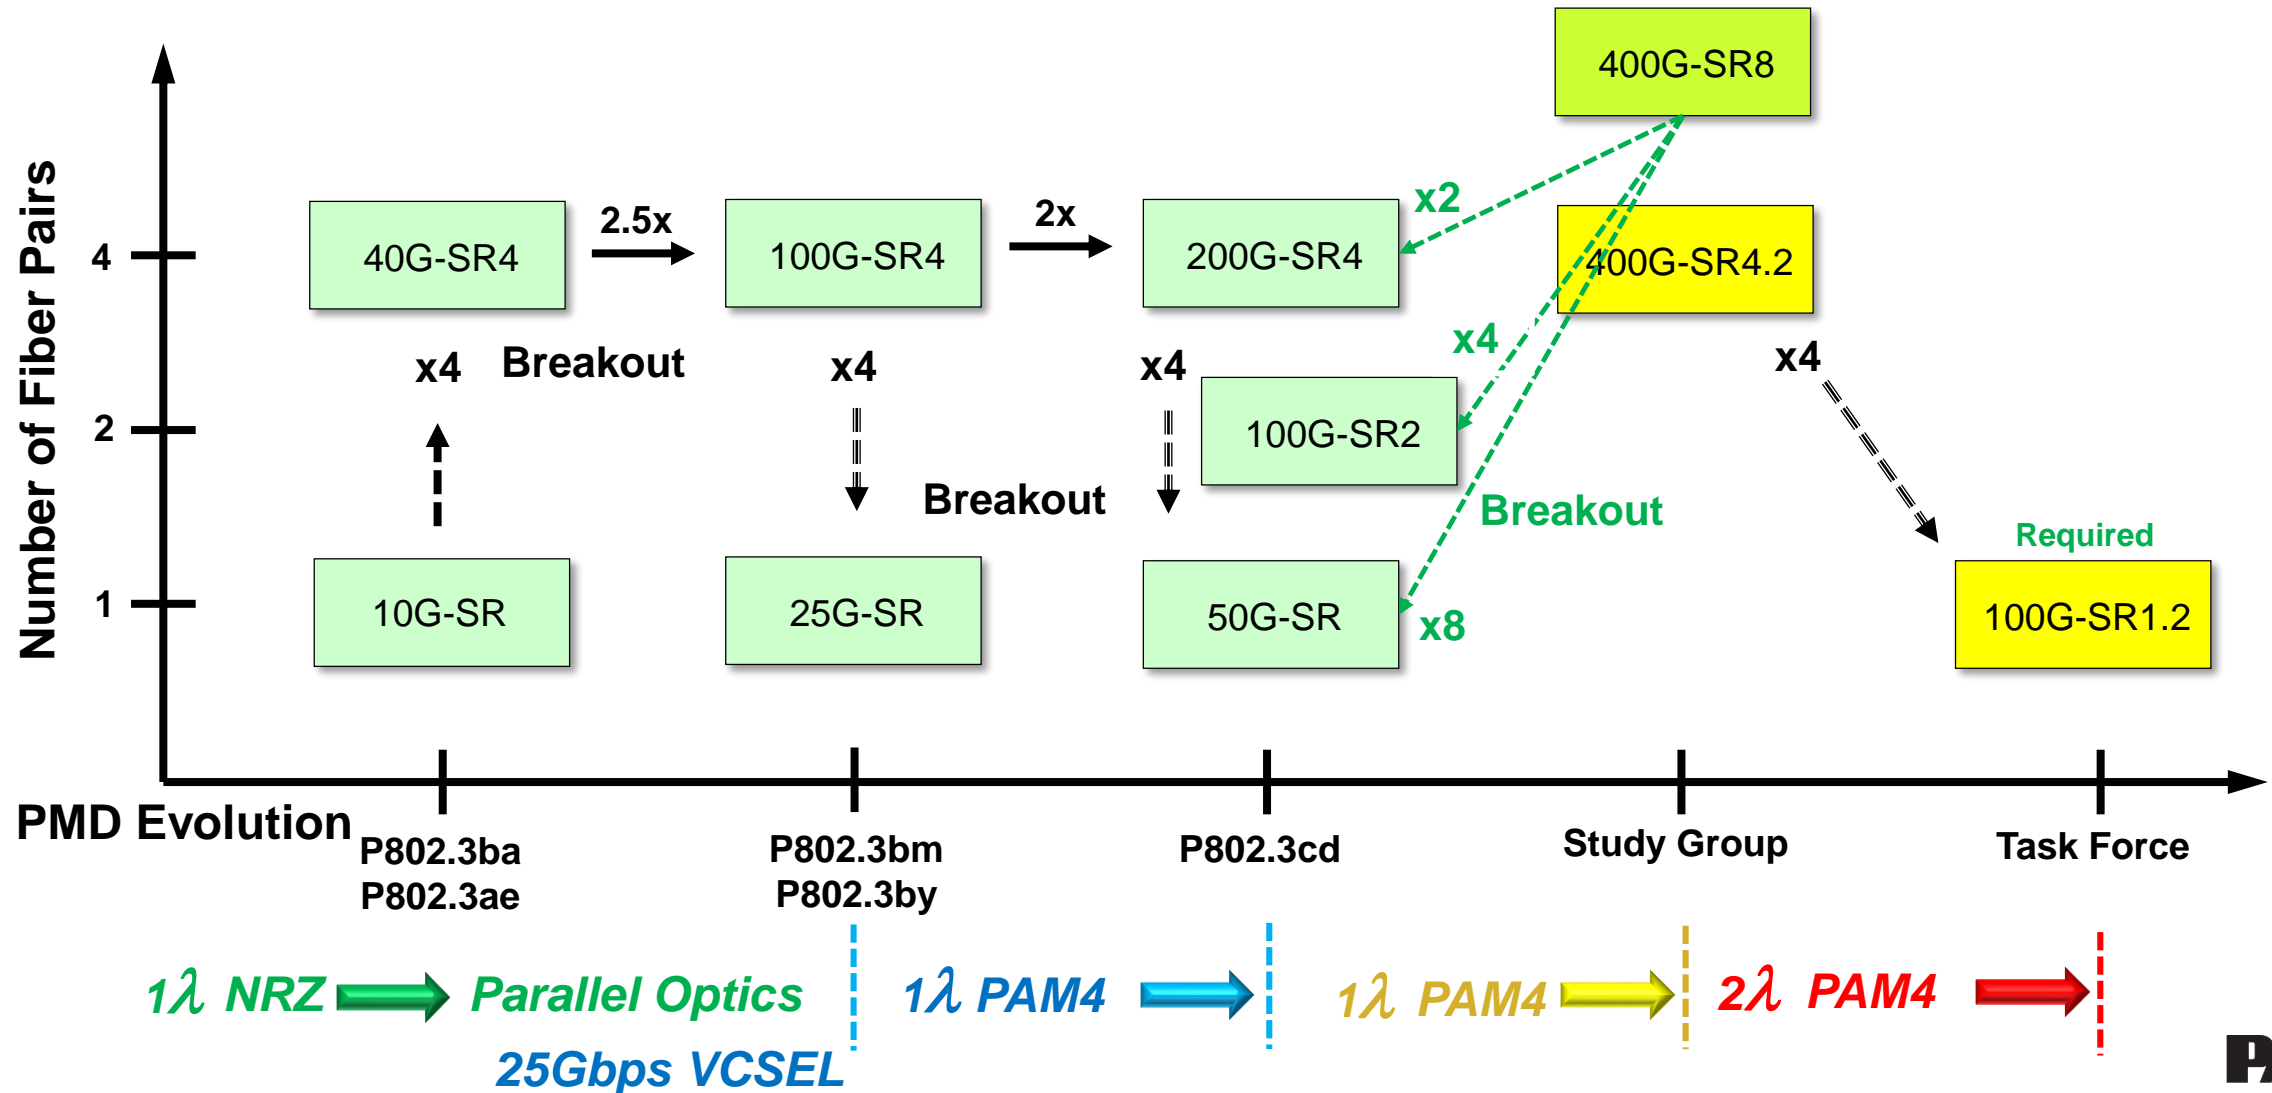 400G-SR8
Number of Fiber Pairs
4
2
1
40G-SR4
2.5x
100G-SR4
2x
200G-SR4
x2
400G-SR4.2
x4
Breakout
x4
x4
x4
x4
100G-SR2
Breakout
Breakout
Required
10G-SR
25G-SR
50G-SR
x8
100G-SR1.2
PMD Evolution
P802.3ba
P802.3ae
P802.3bm
P802.3by
P802.3cd
Study Group
Task Force
1λ NRZ
Parallel Optics
1λ PAM4
1λ PAM4
2λ PAM4
25Gbps VCSEL